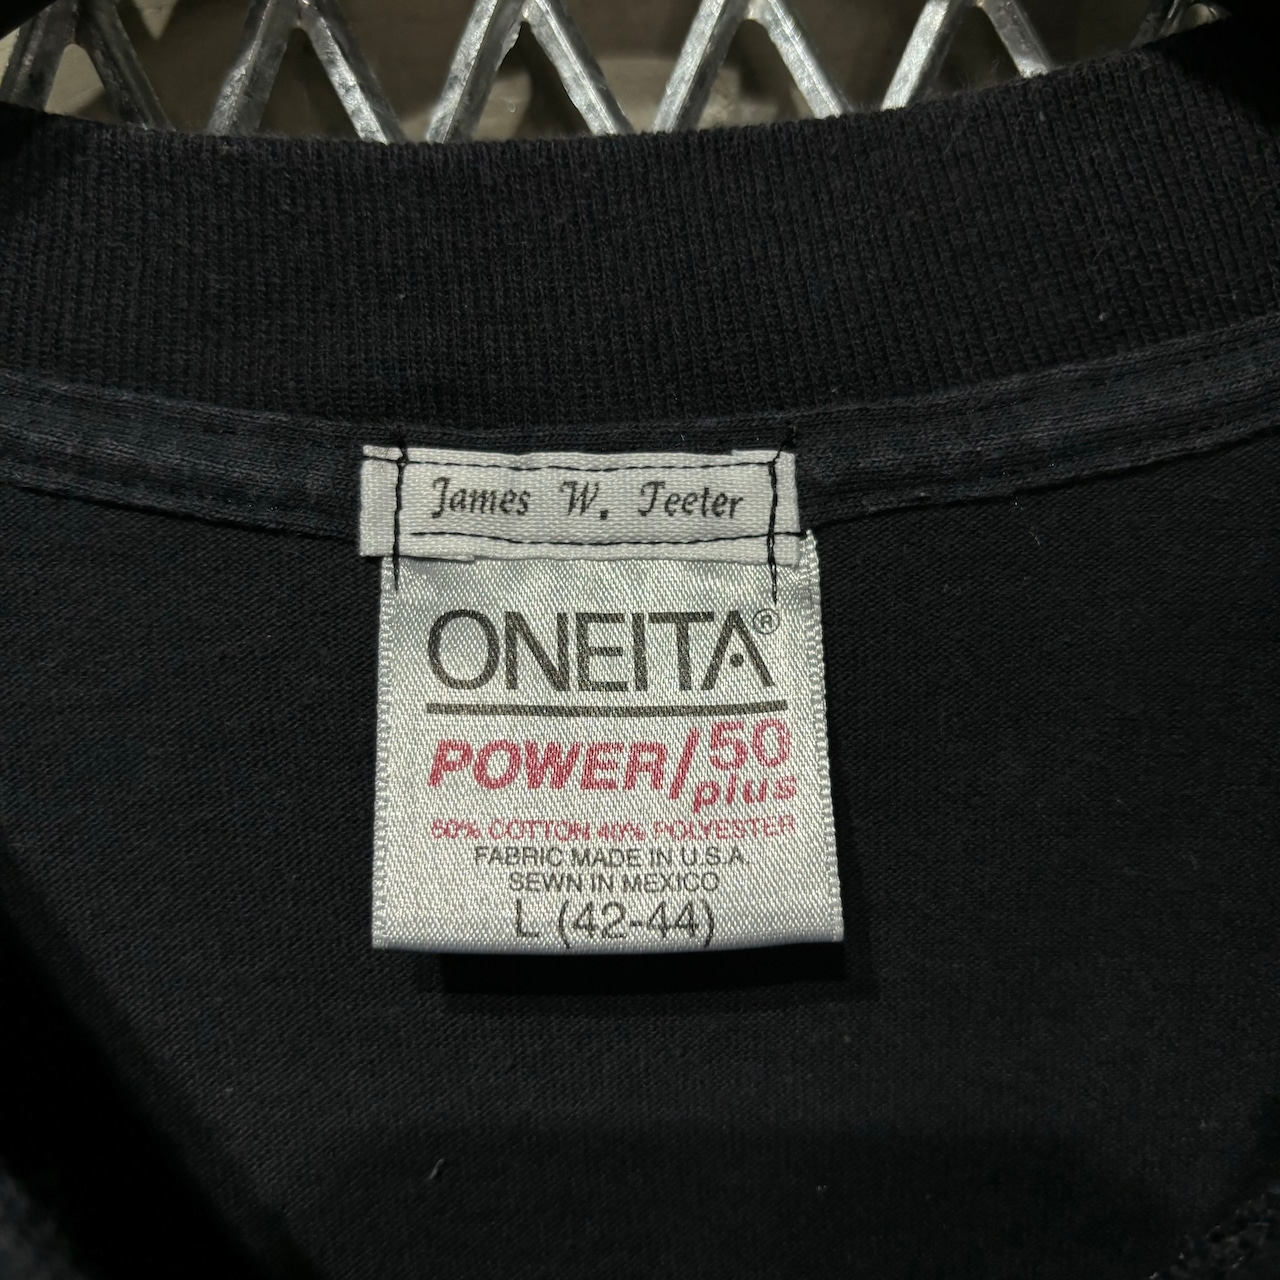 James W. Teeter
ONEITA®
POWER/50 plus
60% COTTON 40% POLYESTER
FABRIC MADE IN U.S.A.
SEWN IN MEXICO
L (42-44)